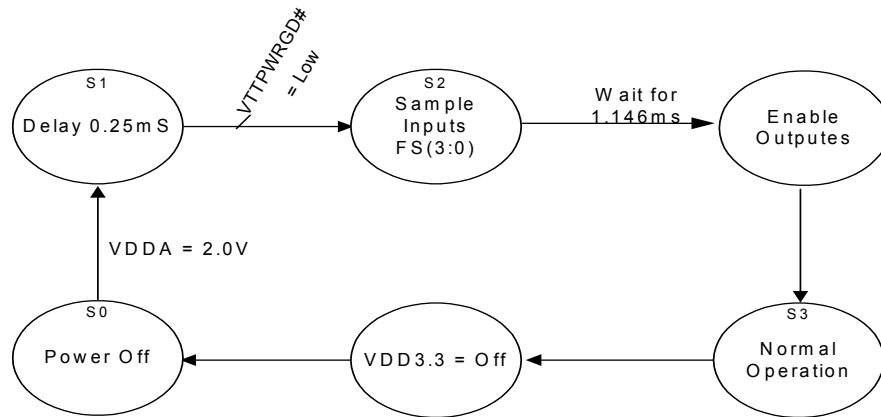 S1
Delay 0.25mS
VTTPWRGD#
= Low
S2
Sample
Inputs
FS(3:0)
Wait for
1.146ms
Enable
Outputes
VDDA = 2.0V
S0
Power Off
VDD3.3 = Off
S3
Normal
Operation